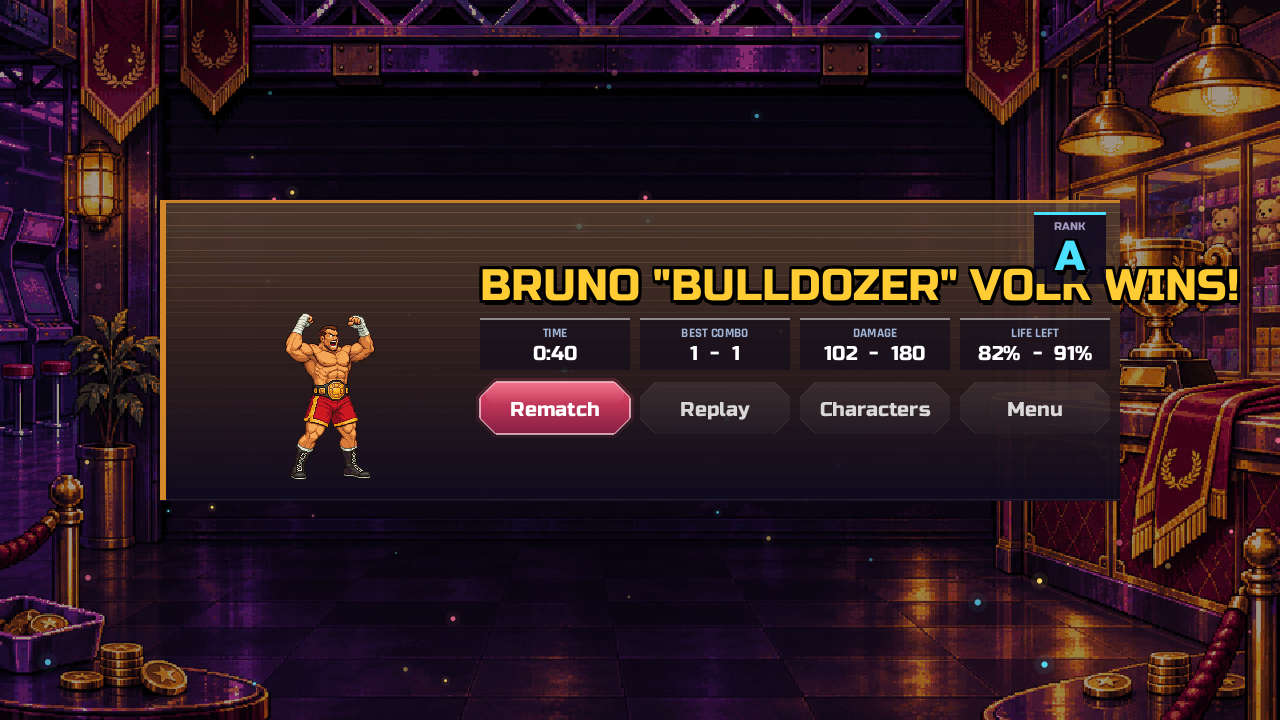 RANK
A
BRUNO "BULLDOZER" VOLK WINS!
TIME
0:40
BEST COMBO
1 - 1
DAMAGE
102 - 180
LIFE LEFT
82% - 91%
Rematch
Replay
Characters
Menu